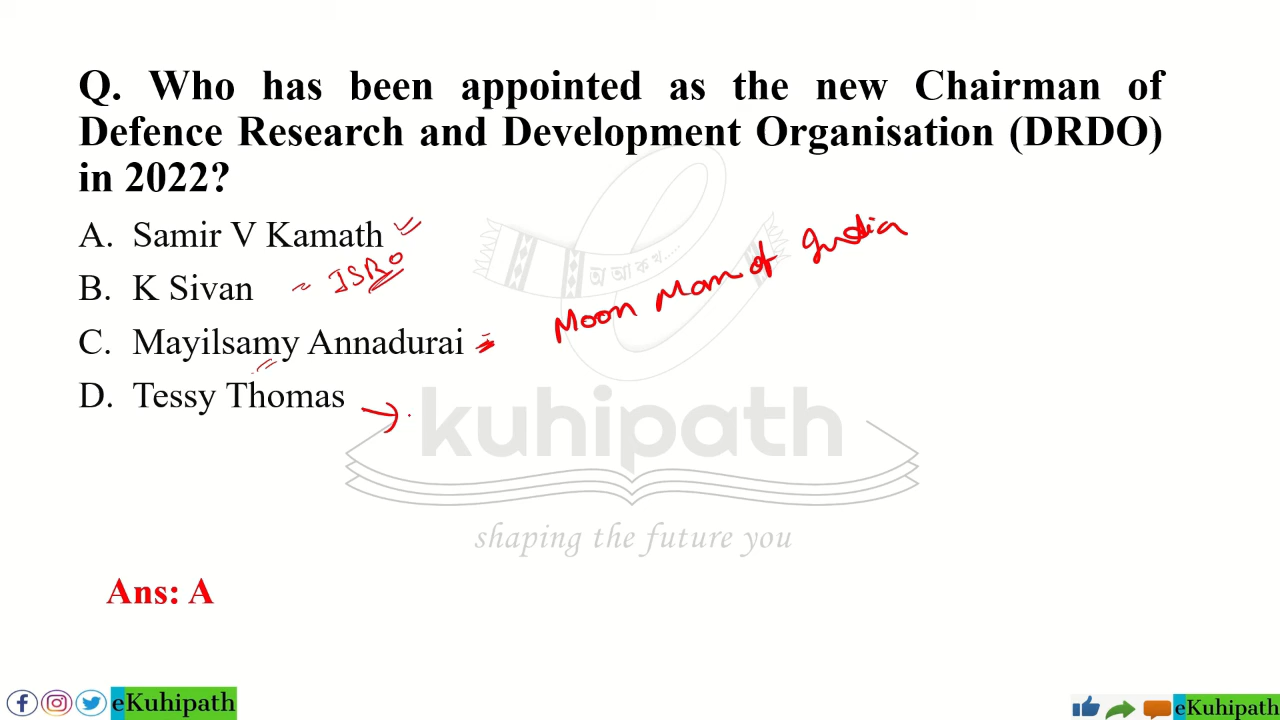 Q. Who has been appointed as the new Chairman of
Defence Research and Development Organisation (DRDO)
in 2022?
A. Samir V Kamath
B. K Sivan ISRO
C. Mayilsamy Annadurai Moon Mam of India
D. Tessy Thomas
অ আ ক খ....
kuhipath
shaping the future you
Ans: A
eKuhipath
eKuhipath